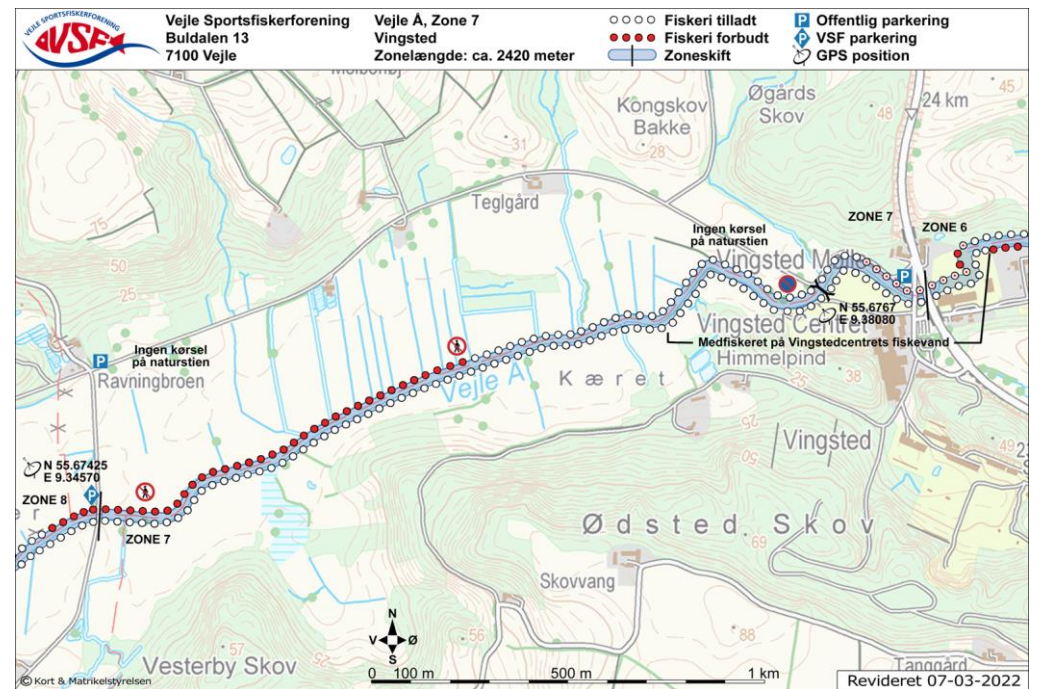 VEJLE SPORTSFISKERFORENING
VSF
Vejle Sportsfiskerforening
Buldalen 13
7100 Vejle
Vejle Å, Zone 7
Vingsted
Zonelængde: ca. 2420 meter
Fiskeri tilladt
Fiskeri forbudt
Zoneskift
P Offentlig parkering
P VSF parkering
GPS position
Kongskov
Bakke
28
Øgårds
Skov
48
24 km
45
31
75
Teglgård
50
25
ZONE 7
ZONE 6
Ingen kørsel
på naturstien
Vingsted
P
N 55.6767
E 9.38080
Vingsted Centret
Medfiskeret på Vingstedcentrets fiskevand
Himmelpind
P
Ingen kørsel
på naturstien
Ravningbroen
Vejle Å
Kæret
25
38
25
Vingsted
50
49
N 55.67425
E 9.34570
ZONE 8
P
ZONE 7
Ødsted Skov
69
Skovvang
57
56
88
Vesterby Skov
N
V Ø
S
0 100 m 500 m 1 km
Tanggård
© Kort & Matrikelstyrelsen
Revideret 07-03-2022